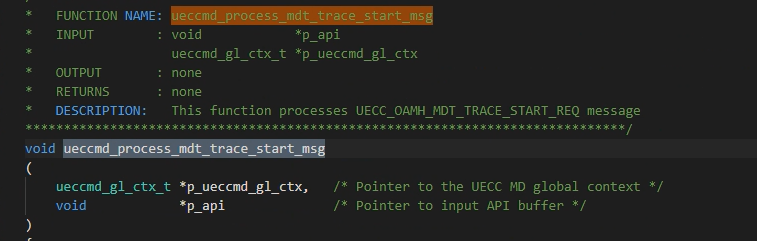 *   FUNCTION NAME: ueccmd_process_mdt_trace_start_msg
*   INPUT        : void            *p_api
*                  ueccmd_gl_ctx_t *p_ueccmd_gl_ctx
*   OUTPUT       : none
*   RETURNS      : none
*   DESCRIPTION:   This function processes UECC_OAMH_MDT_TRACE_START_REQ message
******************************************************************************/
void ueccmd_process_mdt_trace_start_msg
(
    ueccmd_gl_ctx_t *p_ueccmd_gl_ctx,   /* Pointer to the UECC MD global context */
    void            *p_api              /* Pointer to input API buffer */
)